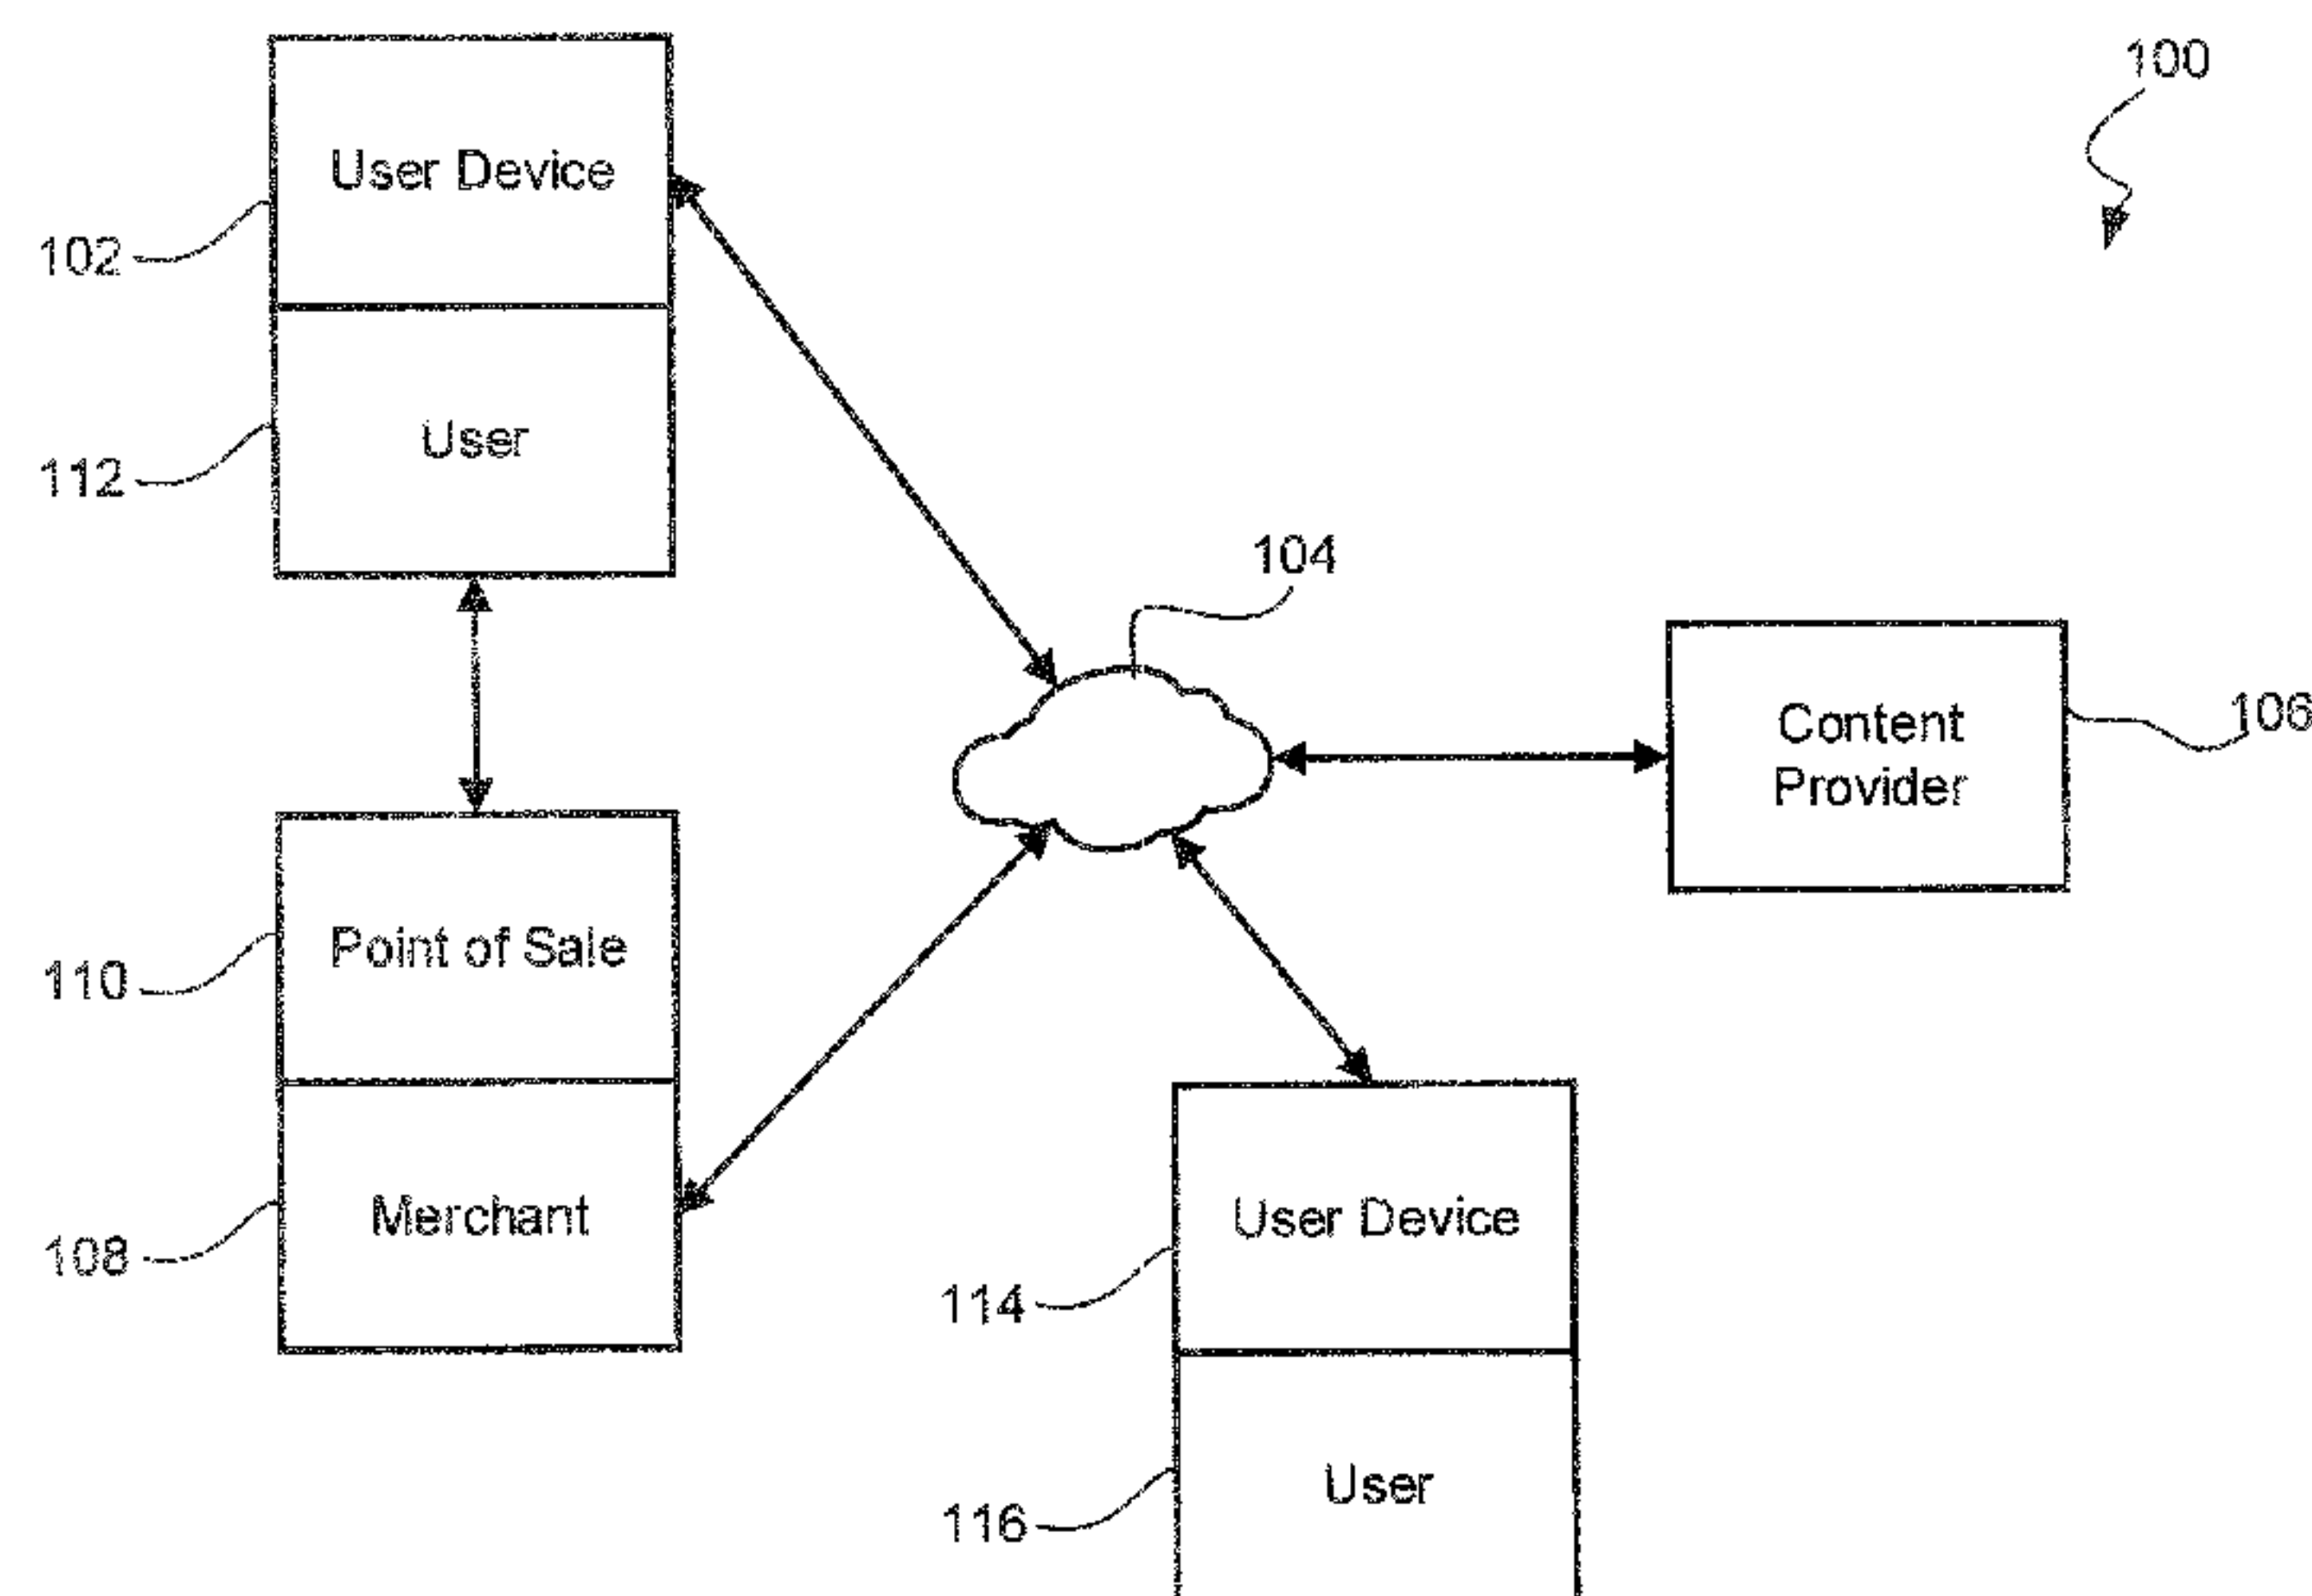 100
User Device
102
User
112
104
Content
Provider
106
Point of Sale
110
Merchant
108
User Device
114
User
116